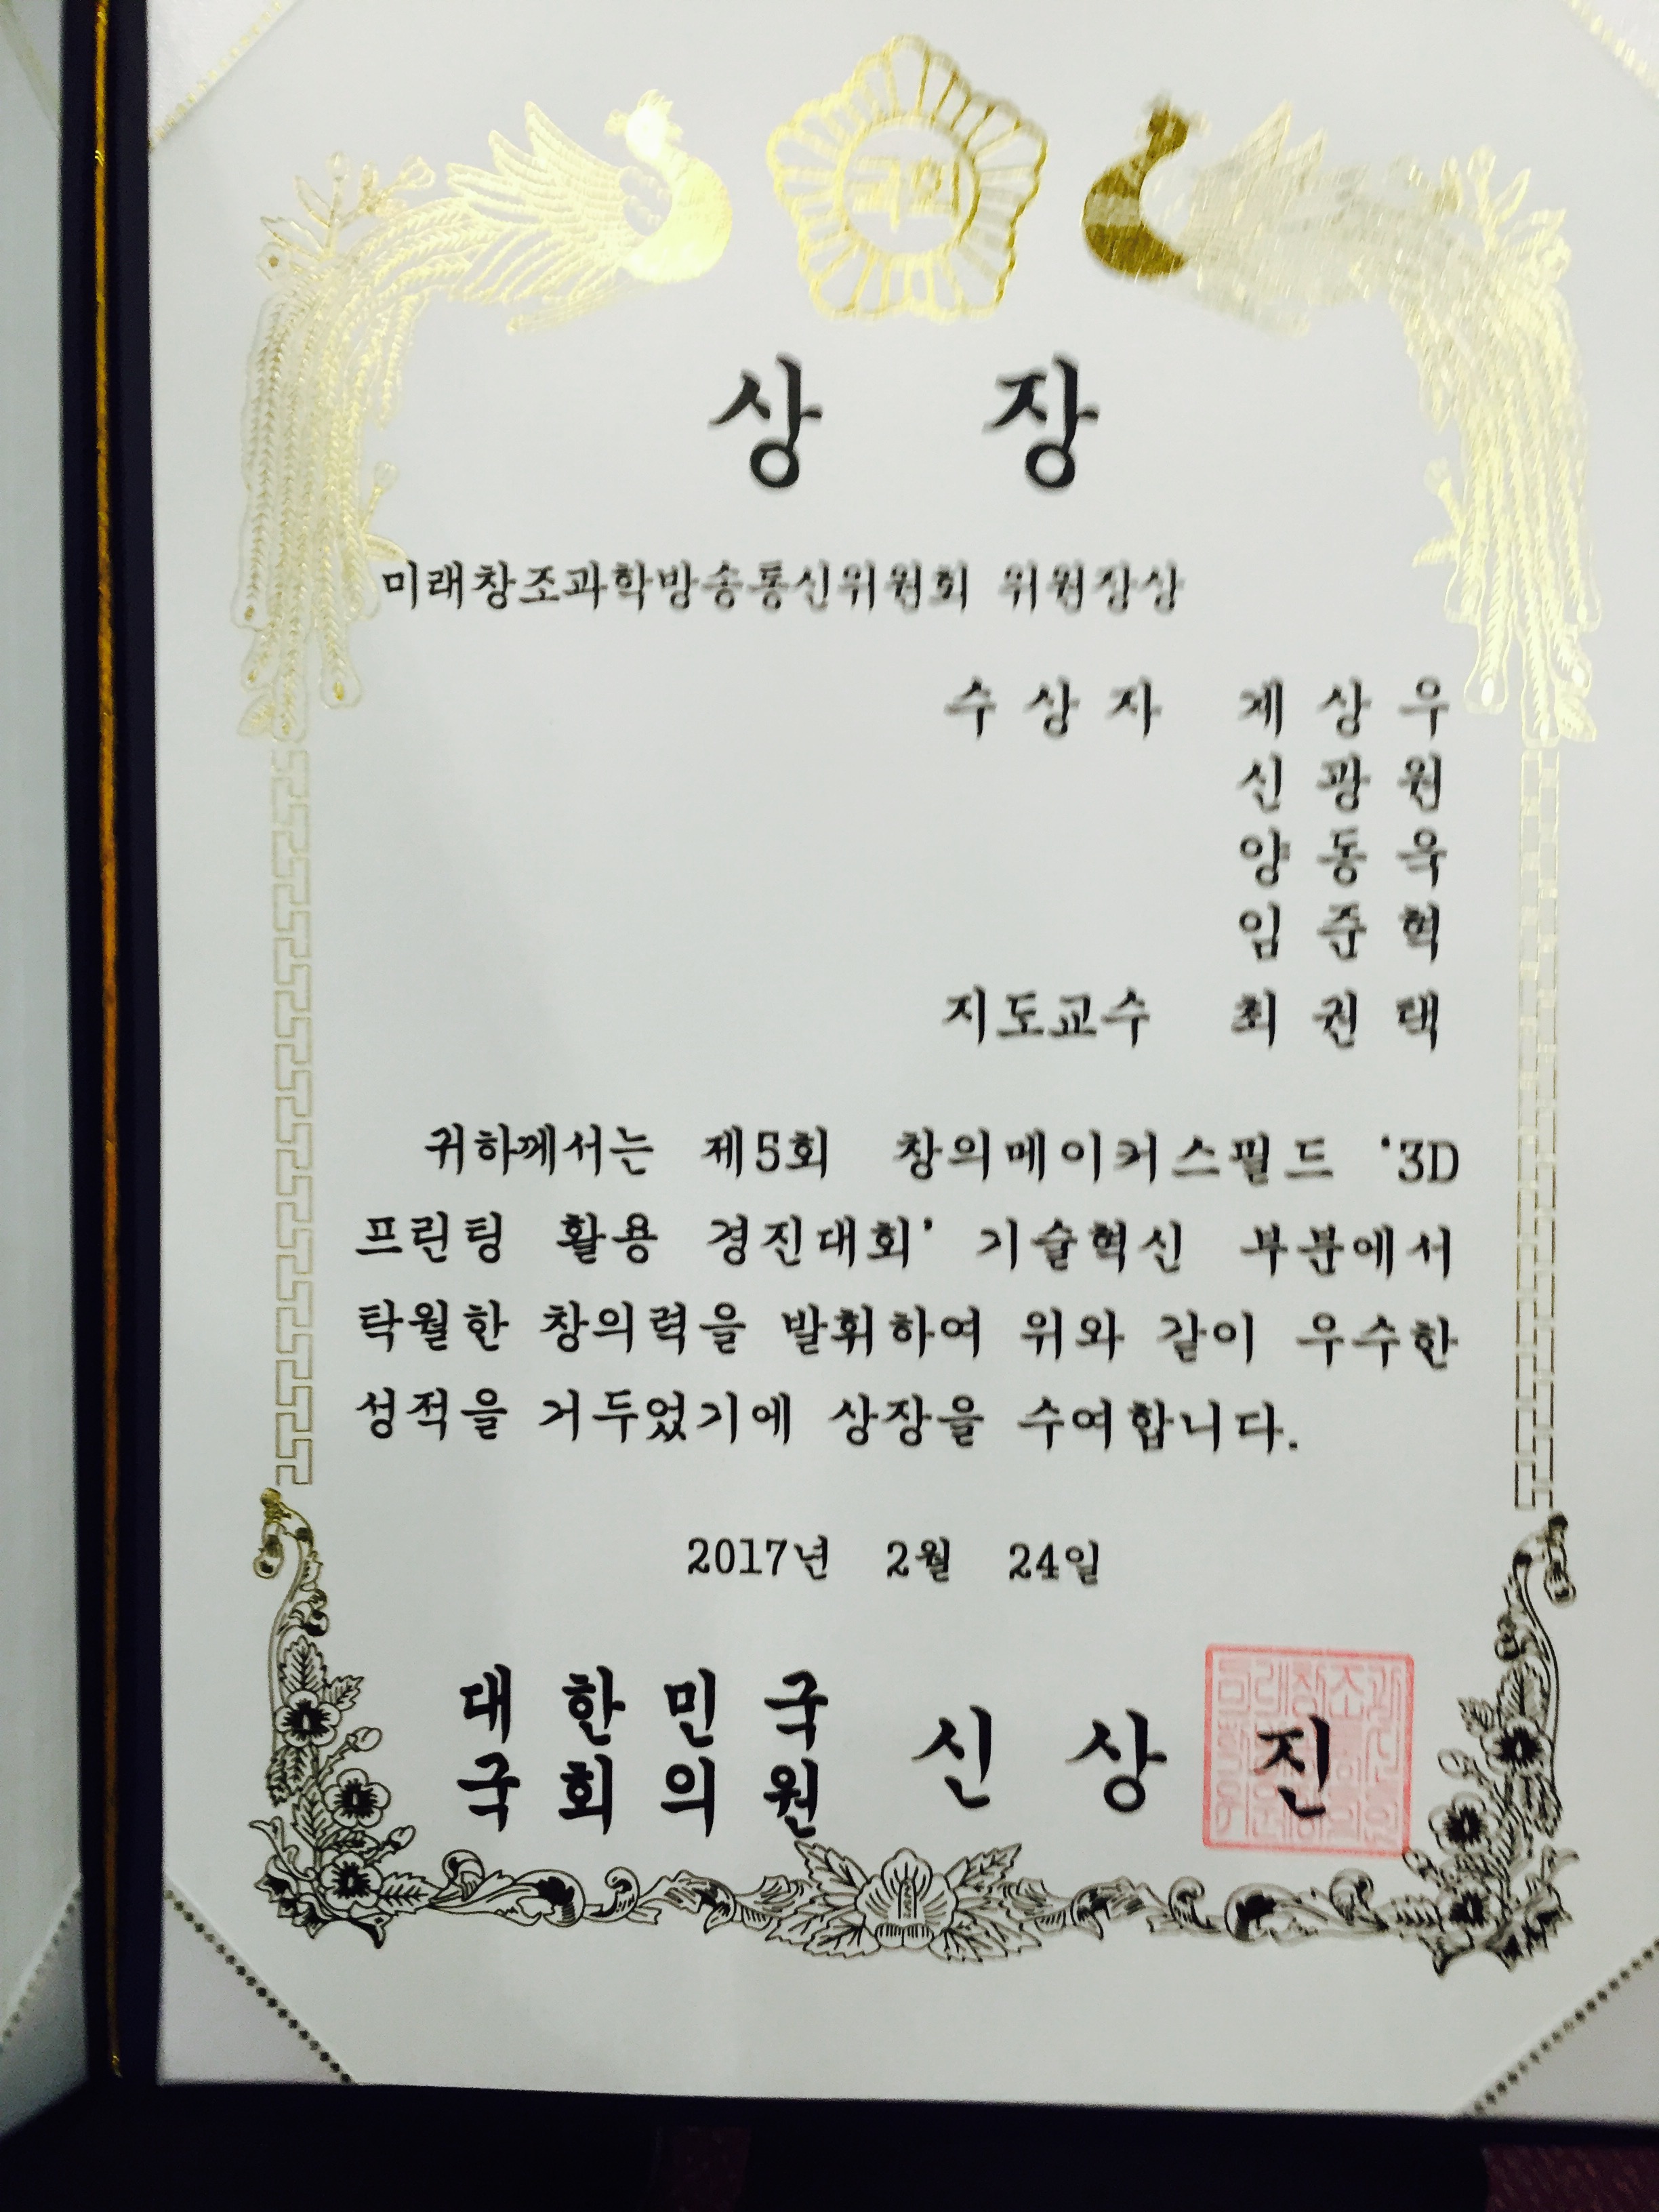 국회
상 장
미래창조과학방송통신위원회 위원장상
수 상 자 제 상 우
신 광 원
양 동 욱
임 준 혁
지도교수 최 권 택
귀하께서는 제5회 창의메이커스필드 '3D
프린팅 활용 경진대회' 기술혁신 부분에서
탁월한 창의력을 발휘하여 위와 같이 우수한
성적을 거두었기에 상장을 수여합니다.
2017년 2월 24일
대 한 민 국
국 회 의 원
신 상 진